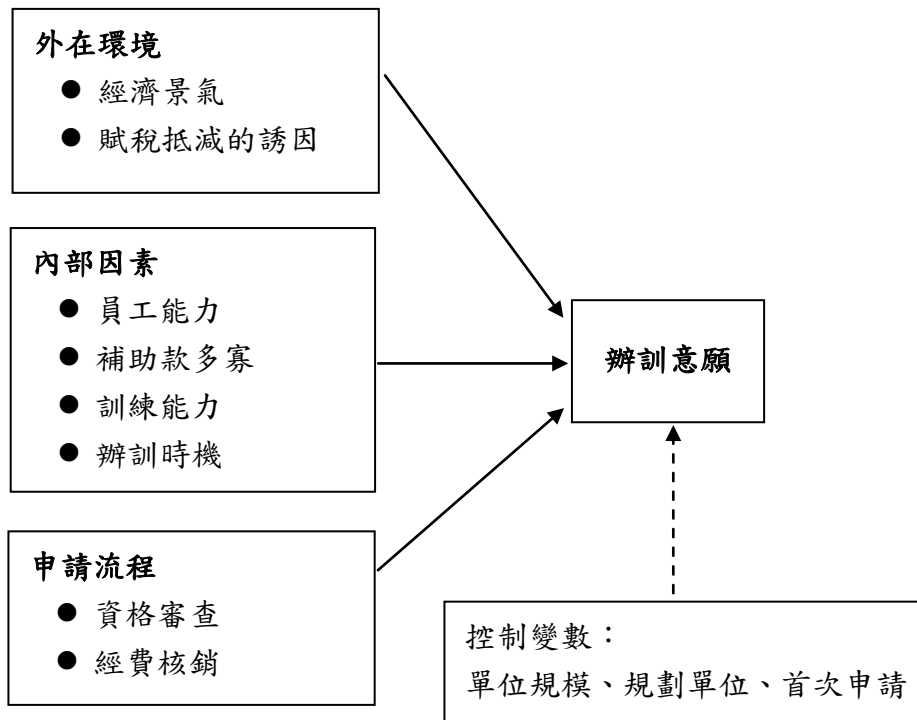 外在環境
● 經濟景氣
● 賦稅抵減的誘因
內部因素
● 員工能力
● 補助款多寡
● 訓練能力
● 辦訓時機
申請流程
● 資格審查
● 經費核銷
辦訓意願
控制變數：
單位規模、規劃單位、首次申請